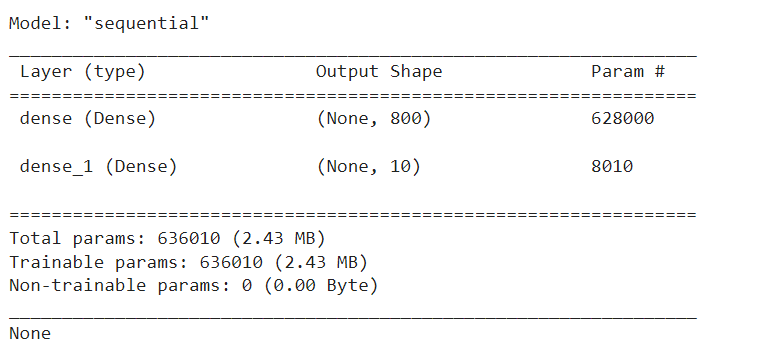 Model: "sequential"
_________________________________________________________________
Layer (type) Output Shape Param #
=================================================================
dense (Dense) (None, 800) 628000
dense_1 (Dense) (None, 10) 8010
=================================================================
Total params: 636010 (2.43 MB)
Trainable params: 636010 (2.43 MB)
Non-trainable params: 0 (0.00 Byte)
_________________________________________________________________
None